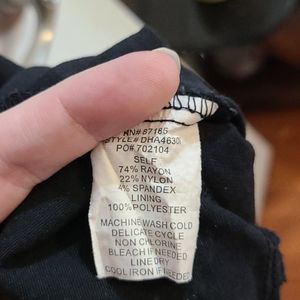 RN# 87165
STYLE# DHA4630
PO# 702104
SELF
74% RAYON
22% NYLON
4% SPANDEX
LINING
100% POLYESTER
MACHINE WASH COLD
DELICATE CYCLE
NON CHLORINE
BLEACH IF NEEDED
LINE DRY
COOL IRON IF NEEDED